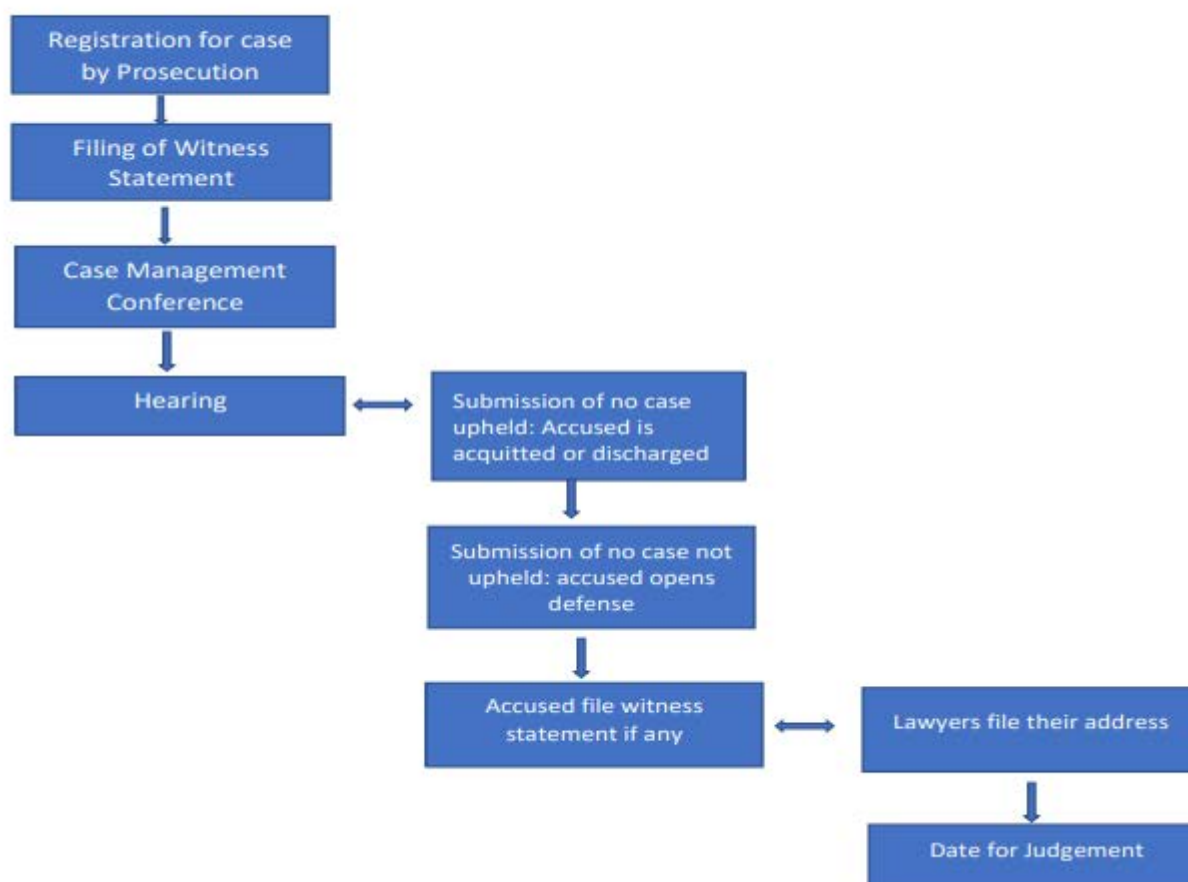 Registration for case
by Prosecution
Filing of Witness
Statement
Case Management
Conference
Hearing
Submission of no case
upheld: Accused is
acquitted or discharged
Submission of no case not
upheld: accused opens
defense
Accused file witness
statement if any
Lawyers file their address
Date for Judgement